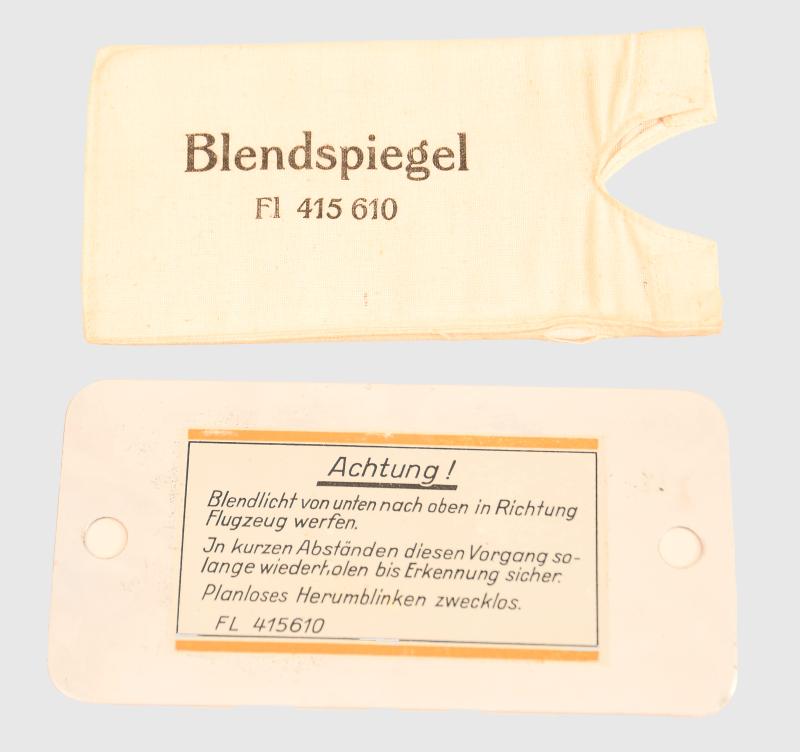 Blendspiegel
Fl 415 610
Achtung!
Blendlicht von unten nach oben in Richtung
Flugzeug werfen.
In kurzen Abständen diesen Vorgang so-
lange wiederholen bis Erkennung sicher.
Planloses Herumblinken zwecklos.
FL 415610